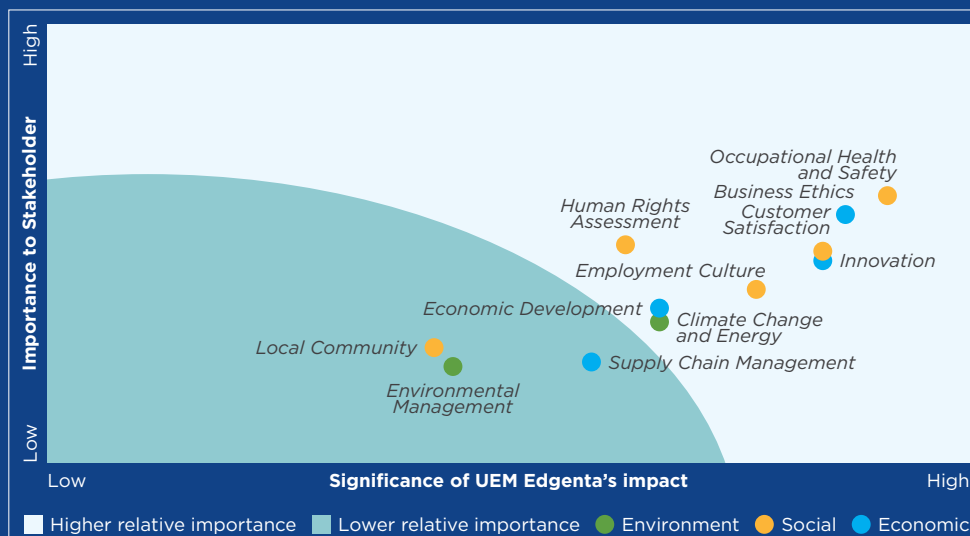 High
Importance to Stakeholder
Low
Occupational Health
and Safety
Business Ethics
Customer
Satisfaction
Human Rights
Assessment
Innovation
Employment Culture
Economic Development
Climate Change
and Energy
Local Community
Supply Chain Management
Environmental
Management
Low
Significance of UEM Edgenta's impact
High
Higher relative importance
Lower relative importance
Environment
Social
Economic